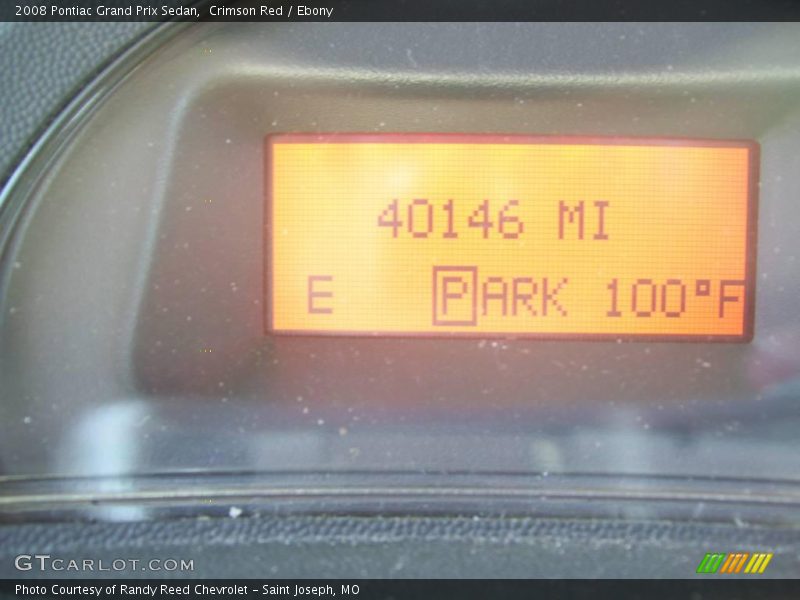 2008 Pontiac Grand Prix Sedan,  Crimson Red / Ebony
40146 MI
E PARK 100°F
GTCARLOT.COM
Photo Courtesy of Randy Reed Chevrolet - Saint Joseph, MO